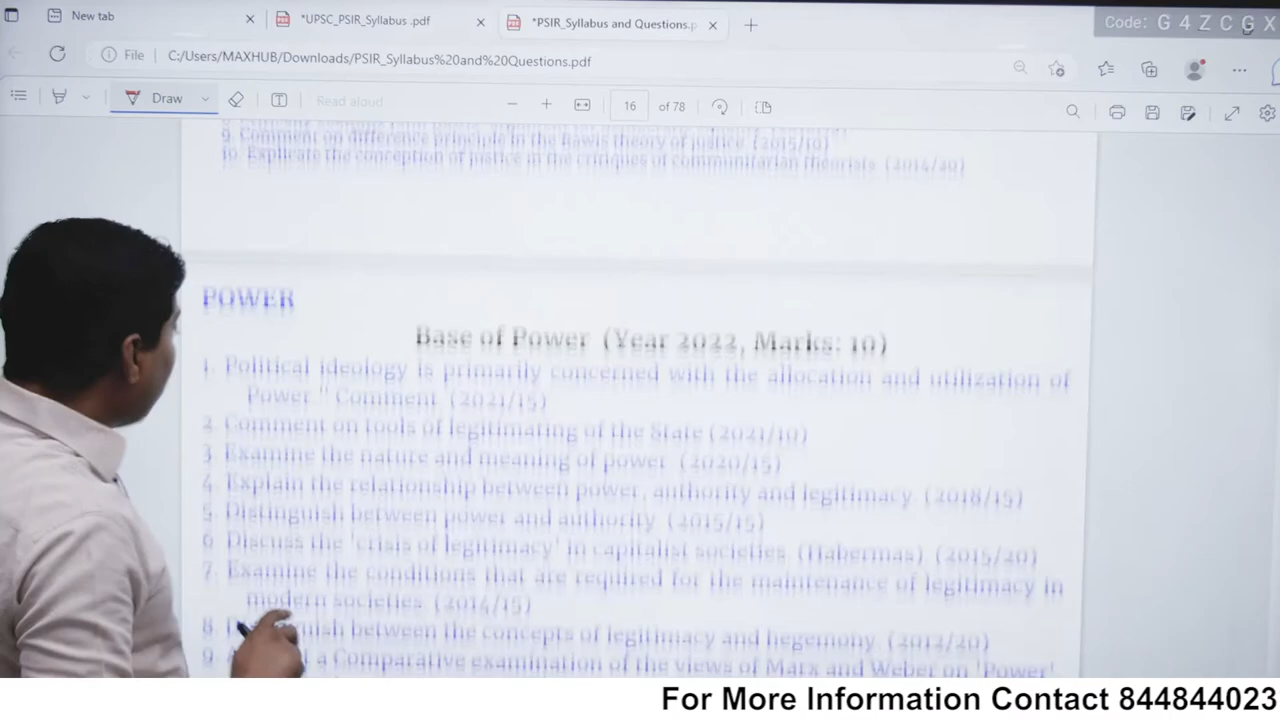 New tab
*UPSC_PSIR_Syllabus .pdf
*PSIR_Syllabus and Questions.p
Code: G 4 Z C G X
File
C:/Users/MAXHUB/Downloads/PSIR_Syllabus%20and%20Questions.pdf
Draw
Read aloud
16 of 78
9. Comment on difference principle in the Rawls theory of justice. (2015/10)
10. Explicate the conception of justice in the critiques of communitarian theorists. (2014/20)
POWER
Base of Power (Year 2022, Marks: 10)
1. Political ideology is primarily concerned with the allocation and utilization of
Power." Comment. (2021/15)
2. Comment on tools of legitimating of the State (2021/10)
3. Examine the nature and meaning of power. (2020/15)
4. Explain the relationship between power, authority and legitimacy. (2018/15)
5. Distinguish between power and authority. (2015/15)
6. Discuss the 'crisis of legitimacy' in capitalist societies. (Habermas) (2015/20)
7. Examine the conditions that are required for the maintenance of legitimacy in
modern societies. (2014/15)
8. between the concepts of legitimacy and hegemony. (2012/20)
9. a Comparative examination of the views of Marx and Weber on 'Power'
For More Information Contact 844844023